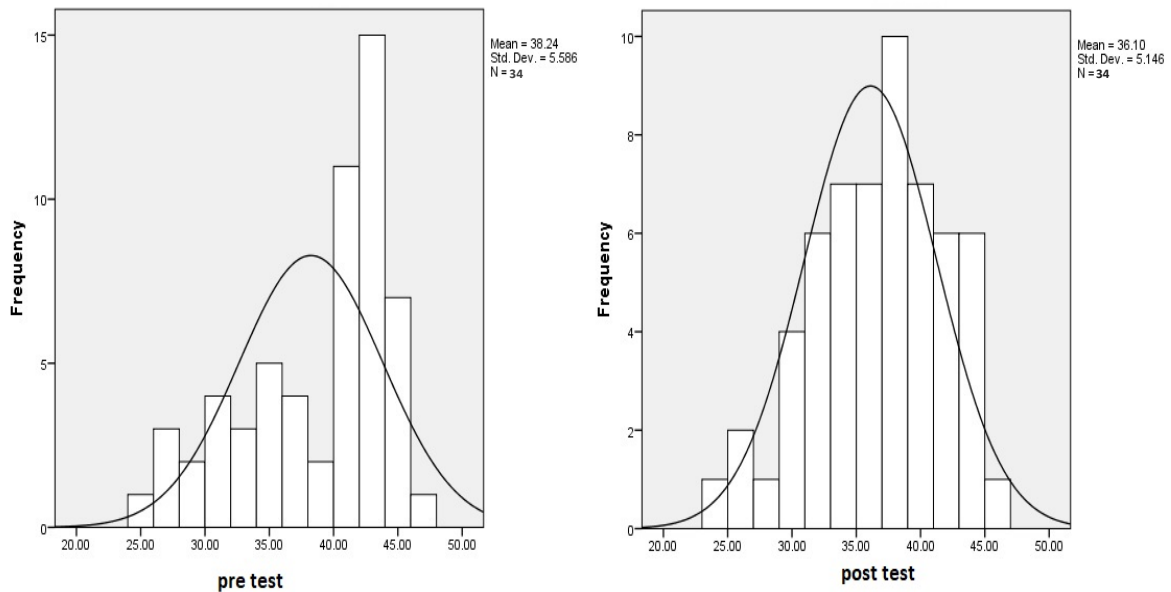 Mean = 38.24
Std. Dev. = 5.586
N = 34
15
10
5
0
Frequency
20.00 25.00 30.00 35.00 40.00 45.00 50.00
pre test
Mean = 36.10
Std. Dev. = 5.146
N = 34
10
8
6
4
2
0
Frequency
20.00 25.00 30.00 35.00 40.00 45.00 50.00
post test